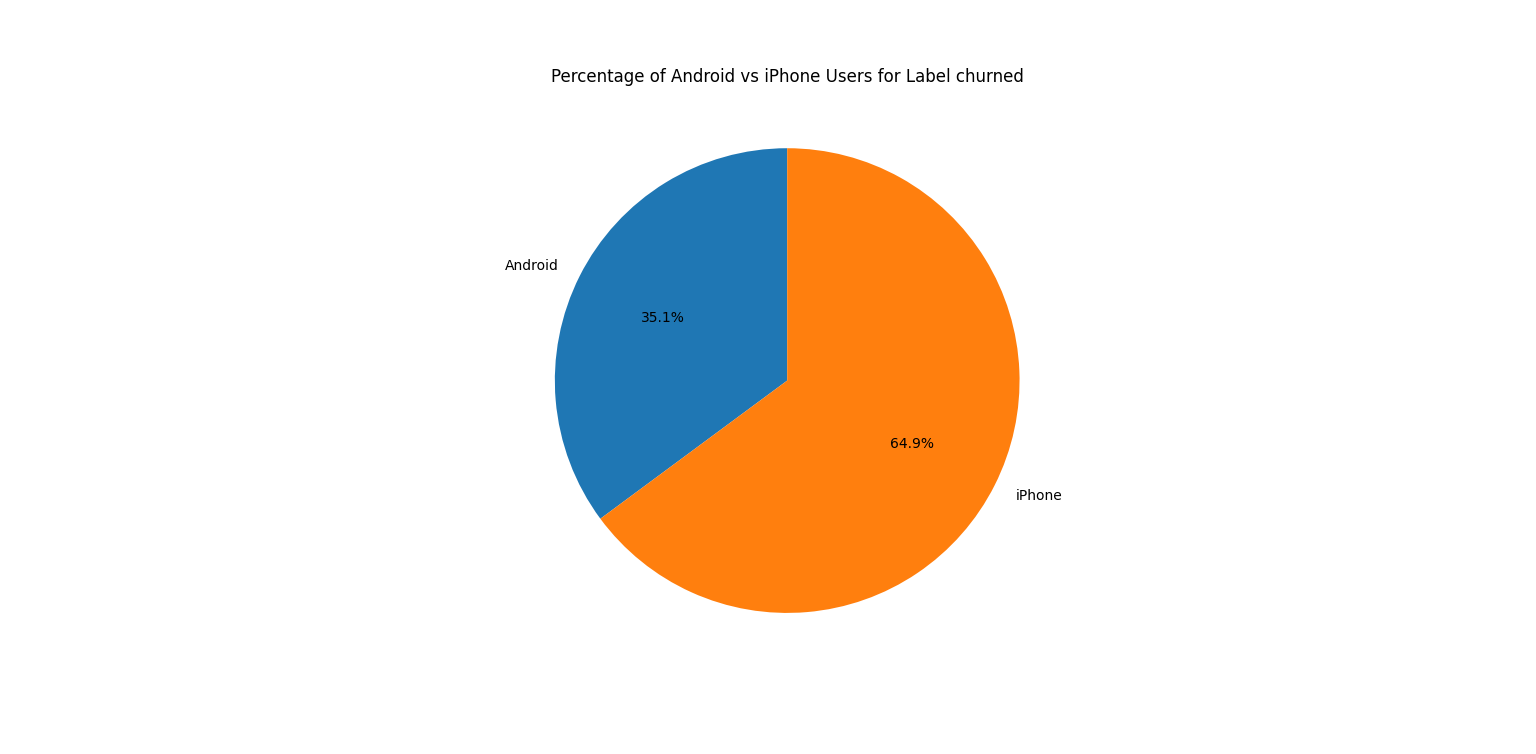 Percentage of Android vs iPhone Users for Label churned
Android
35.1%
64.9%
iPhone